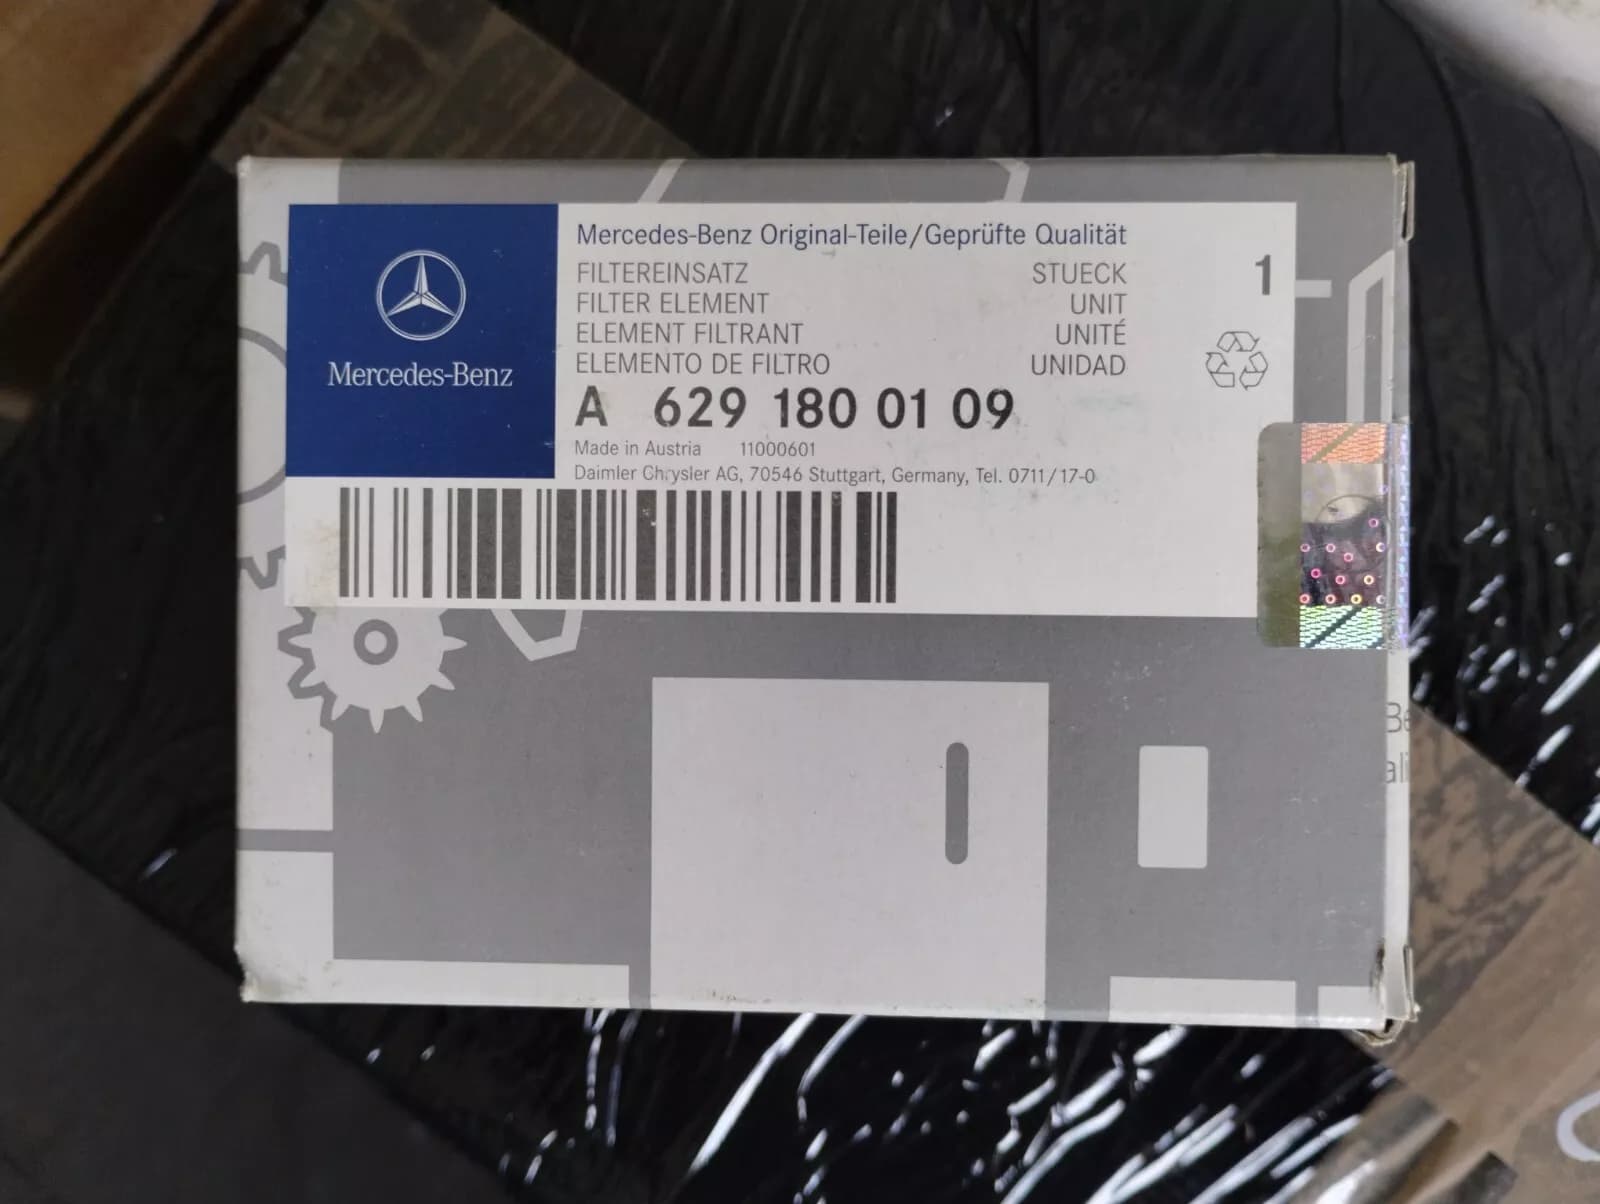 Mercedes-Benz
Mercedes-Benz Original-Teile/Geprüfte Qualität
FILTEREINSATZ STUECK 1
FILTER ELEMENT UNIT
ELEMENT FILTRANT UNITÉ
ELEMENTO DE FILTRO UNIDAD
A 629 180 01 09
Made in Austria 11000601
Daimler Chrysler AG, 70546 Stuttgart, Germany, Tel. 0711/17-0